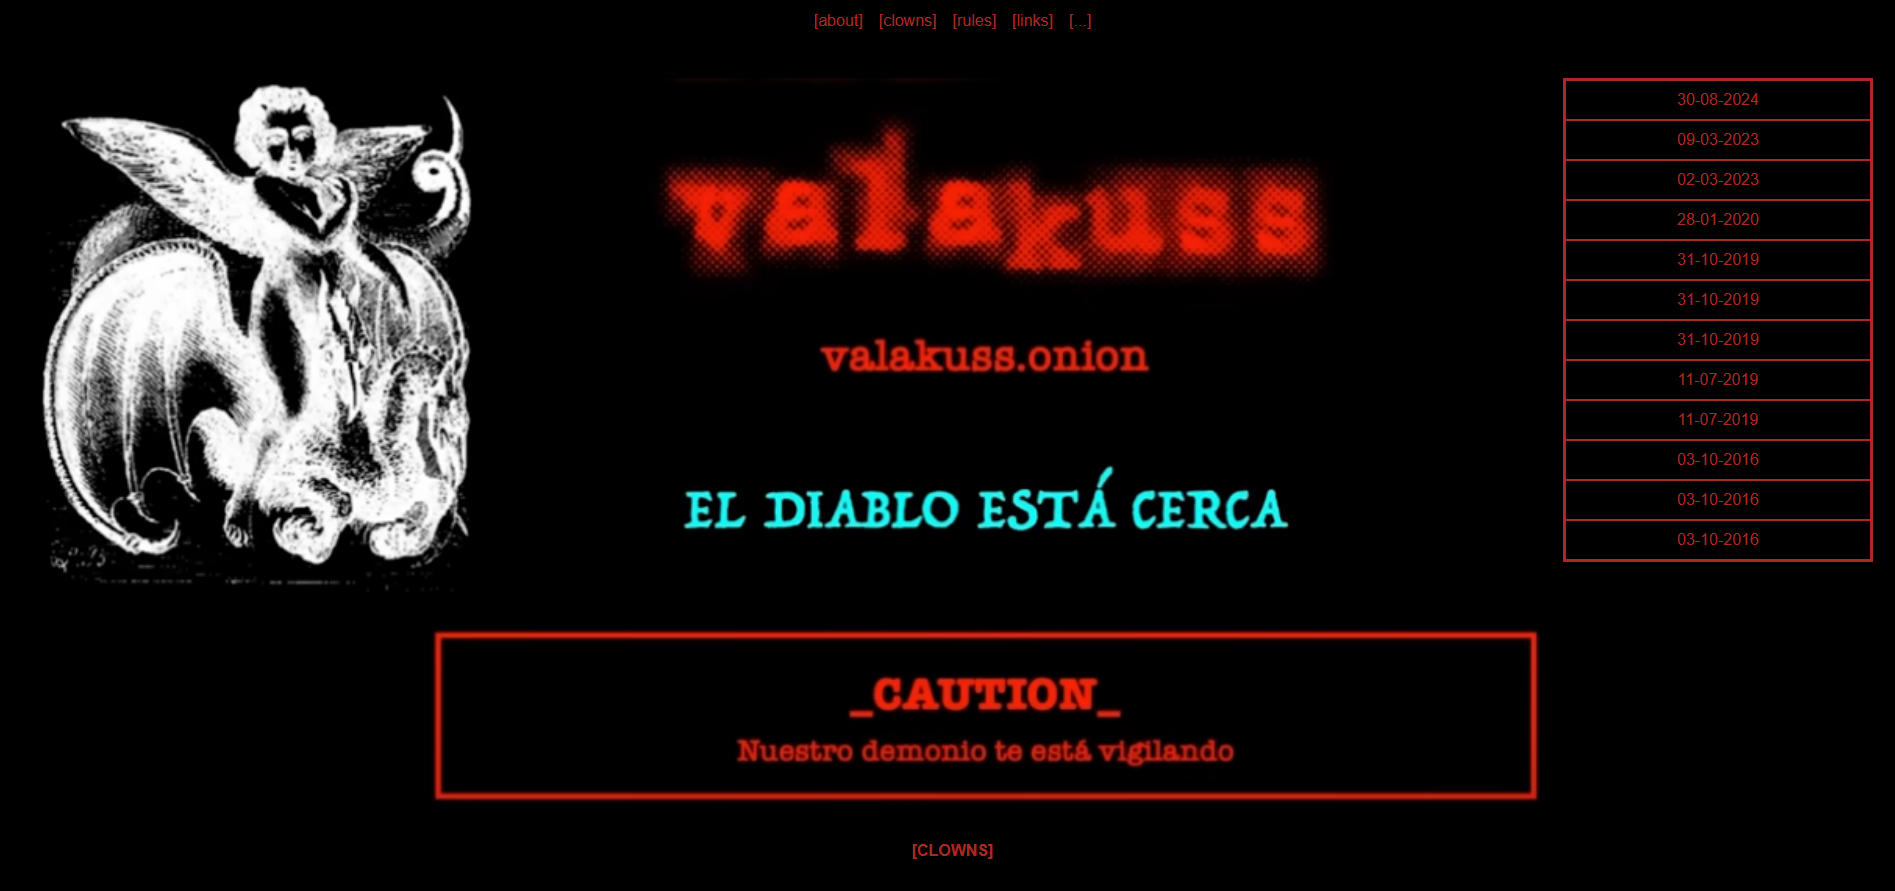 [about] [clowns] [rules] [links] [...]
valakuss
valakuss.onion
EL DIABLO ESTÁ CERCA
_CAUTION_
Nuestro demonio te está vigilando
[CLOWNS]
30-08-2024
09-03-2023
02-03-2023
28-01-2020
31-10-2019
31-10-2019
31-10-2019
11-07-2019
11-07-2019
03-10-2016
03-10-2016
03-10-2016